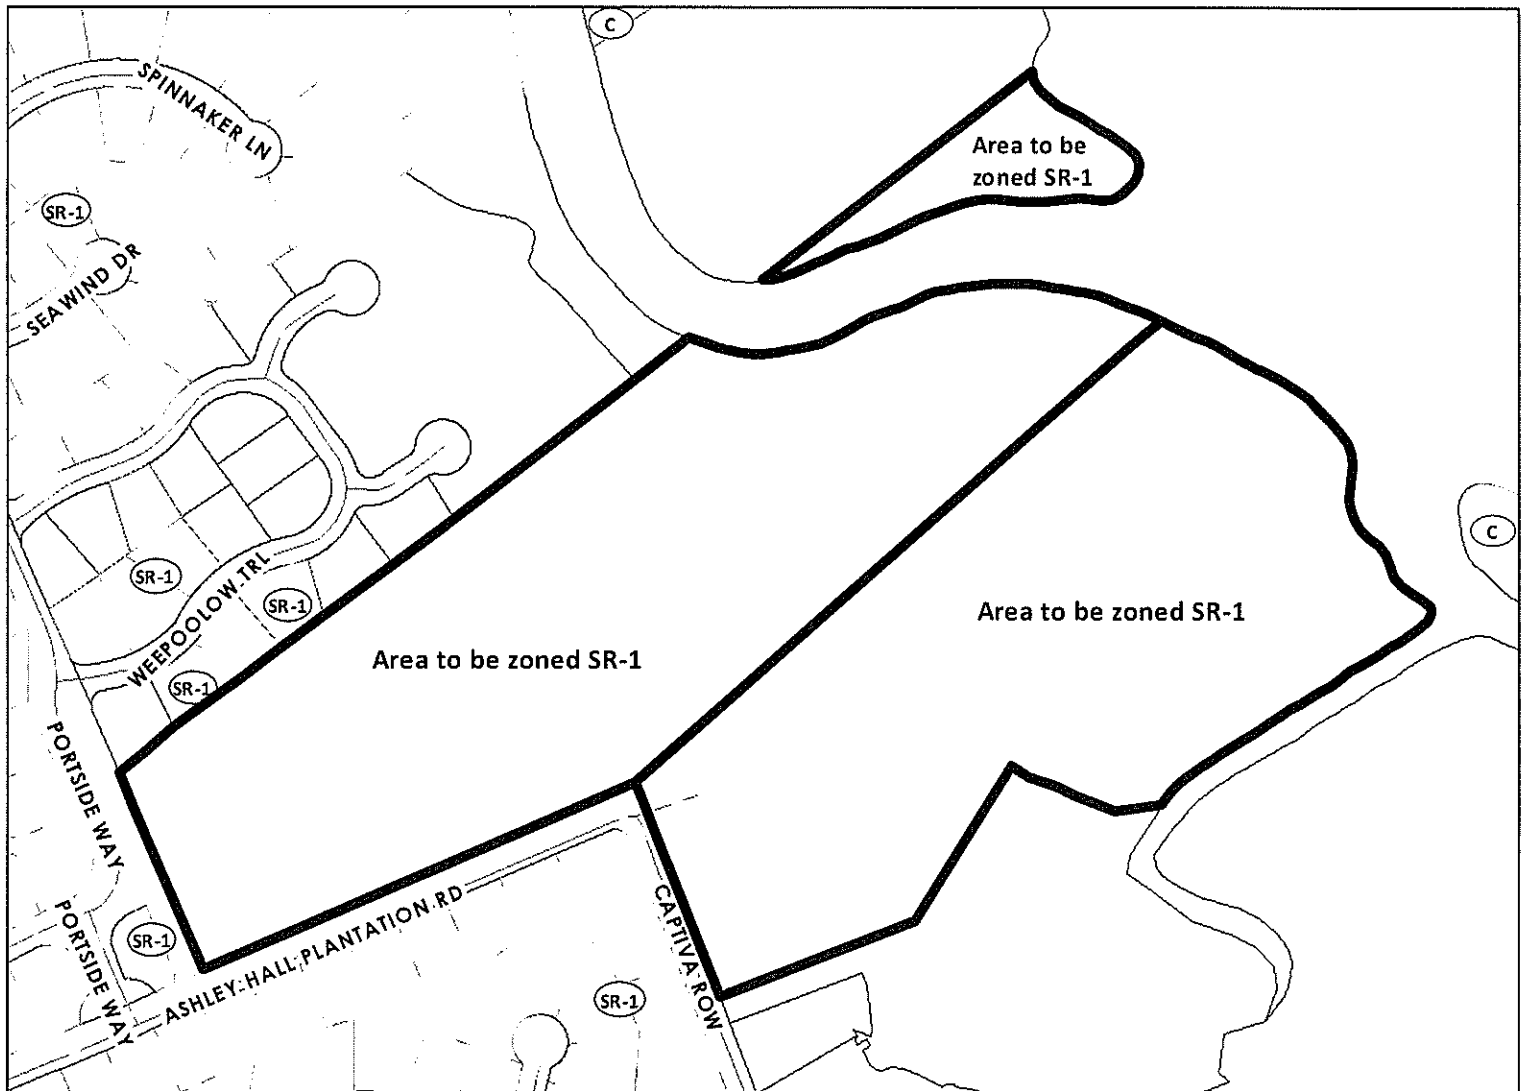 C
SPINNAKER LN
Area to be
zoned SR-1
SR-1
SEA WIND DR
C
SR-1
WEEPOOLOW TRL
SR-1
Area to be zoned SR-1
Area to be zoned SR-1
SR-1
PORTSIDE WAY
PORTSIDE WAY
SR-1
ASHLEY HALL PLANTATION RD
CAPTIVA ROW
SR-1